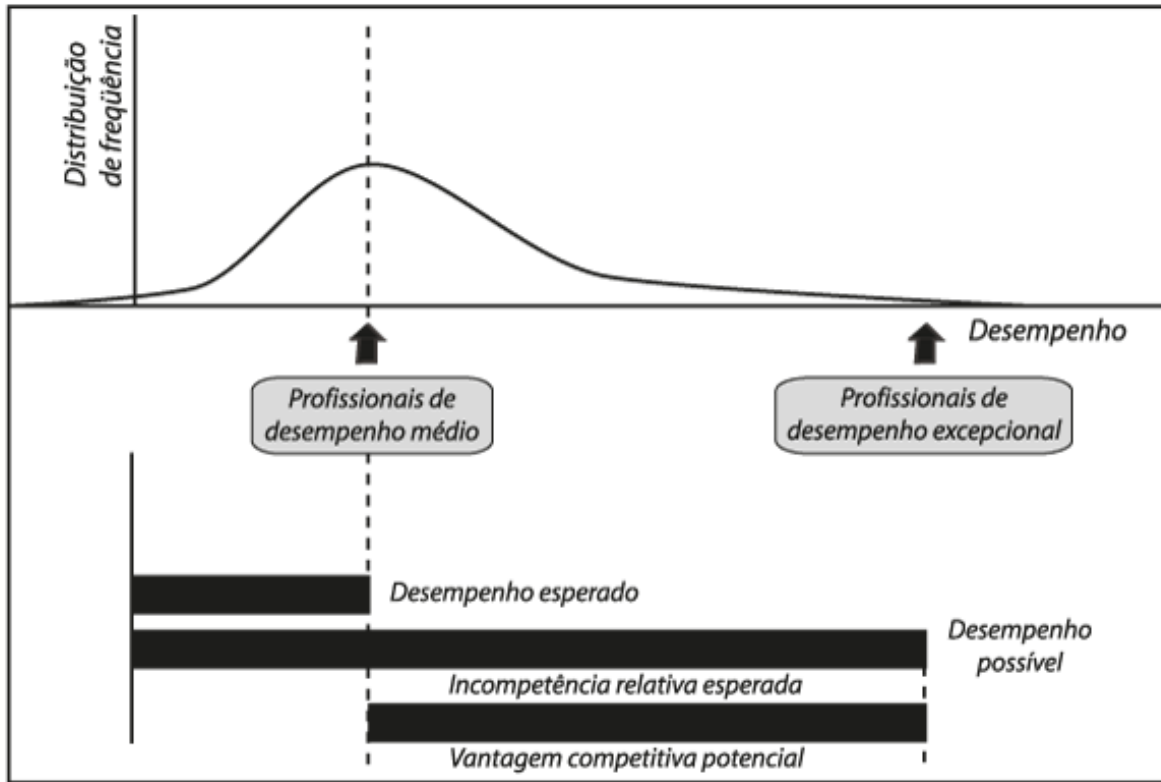 Distribuição
de freqüência
Desempenho
Profissionais de
desempenho médio
Profissionais de
desempenho excepcional
Desempenho esperado
Desempenho
possível
Incompetência relativa esperada
Vantagem competitiva potencial